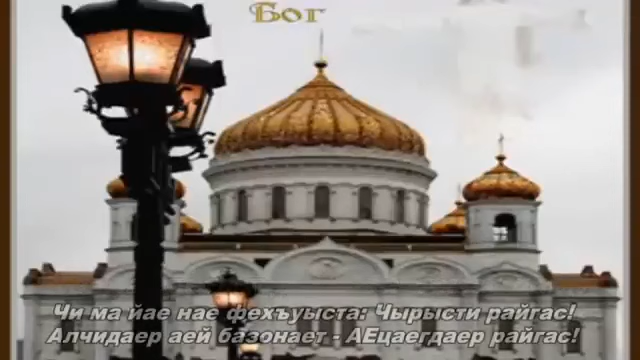 Бог
Чи ма йае нае фехъуыста: Чырысти райгас!
Алчидаер аей базонает - АЕцаегдаер райгас!